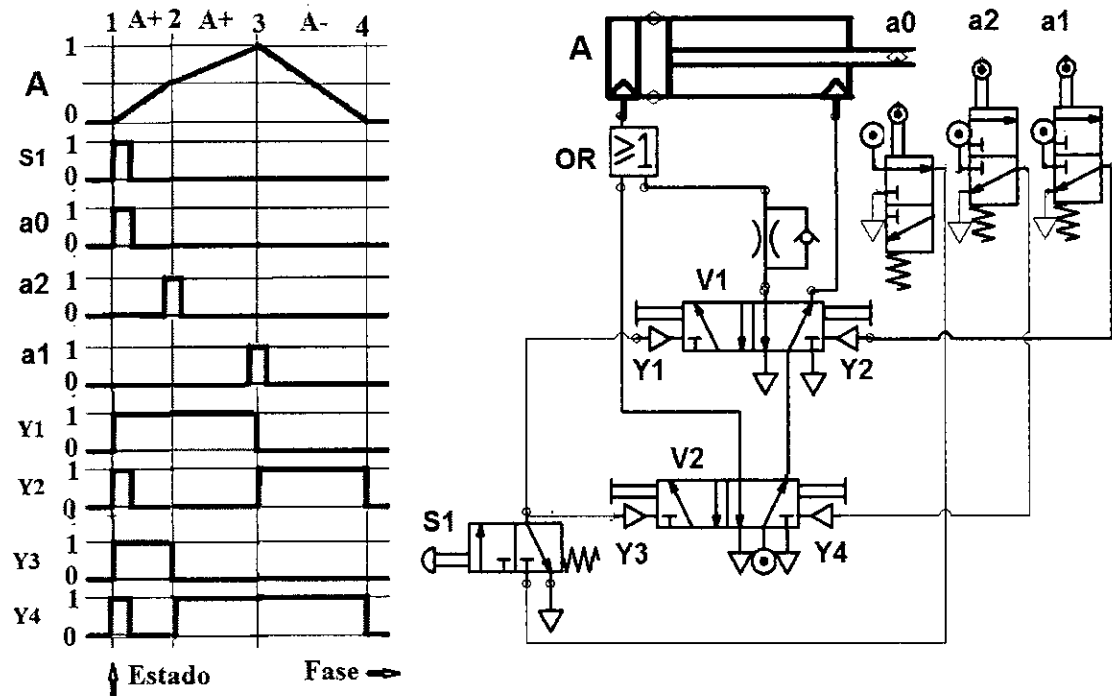 1 A+ 2 A+ 3 A- 4
1
A
0
S1 1
0
a0 1
0
a2 1
0
a1 1
0
Y1 1
0
Y2 1
0
Y3 1
0
Y4 1
0
Estado Fase
a0 a2 a1
A
OR ≥1
V1
Y1 Y2
V2
S1
Y3 Y4